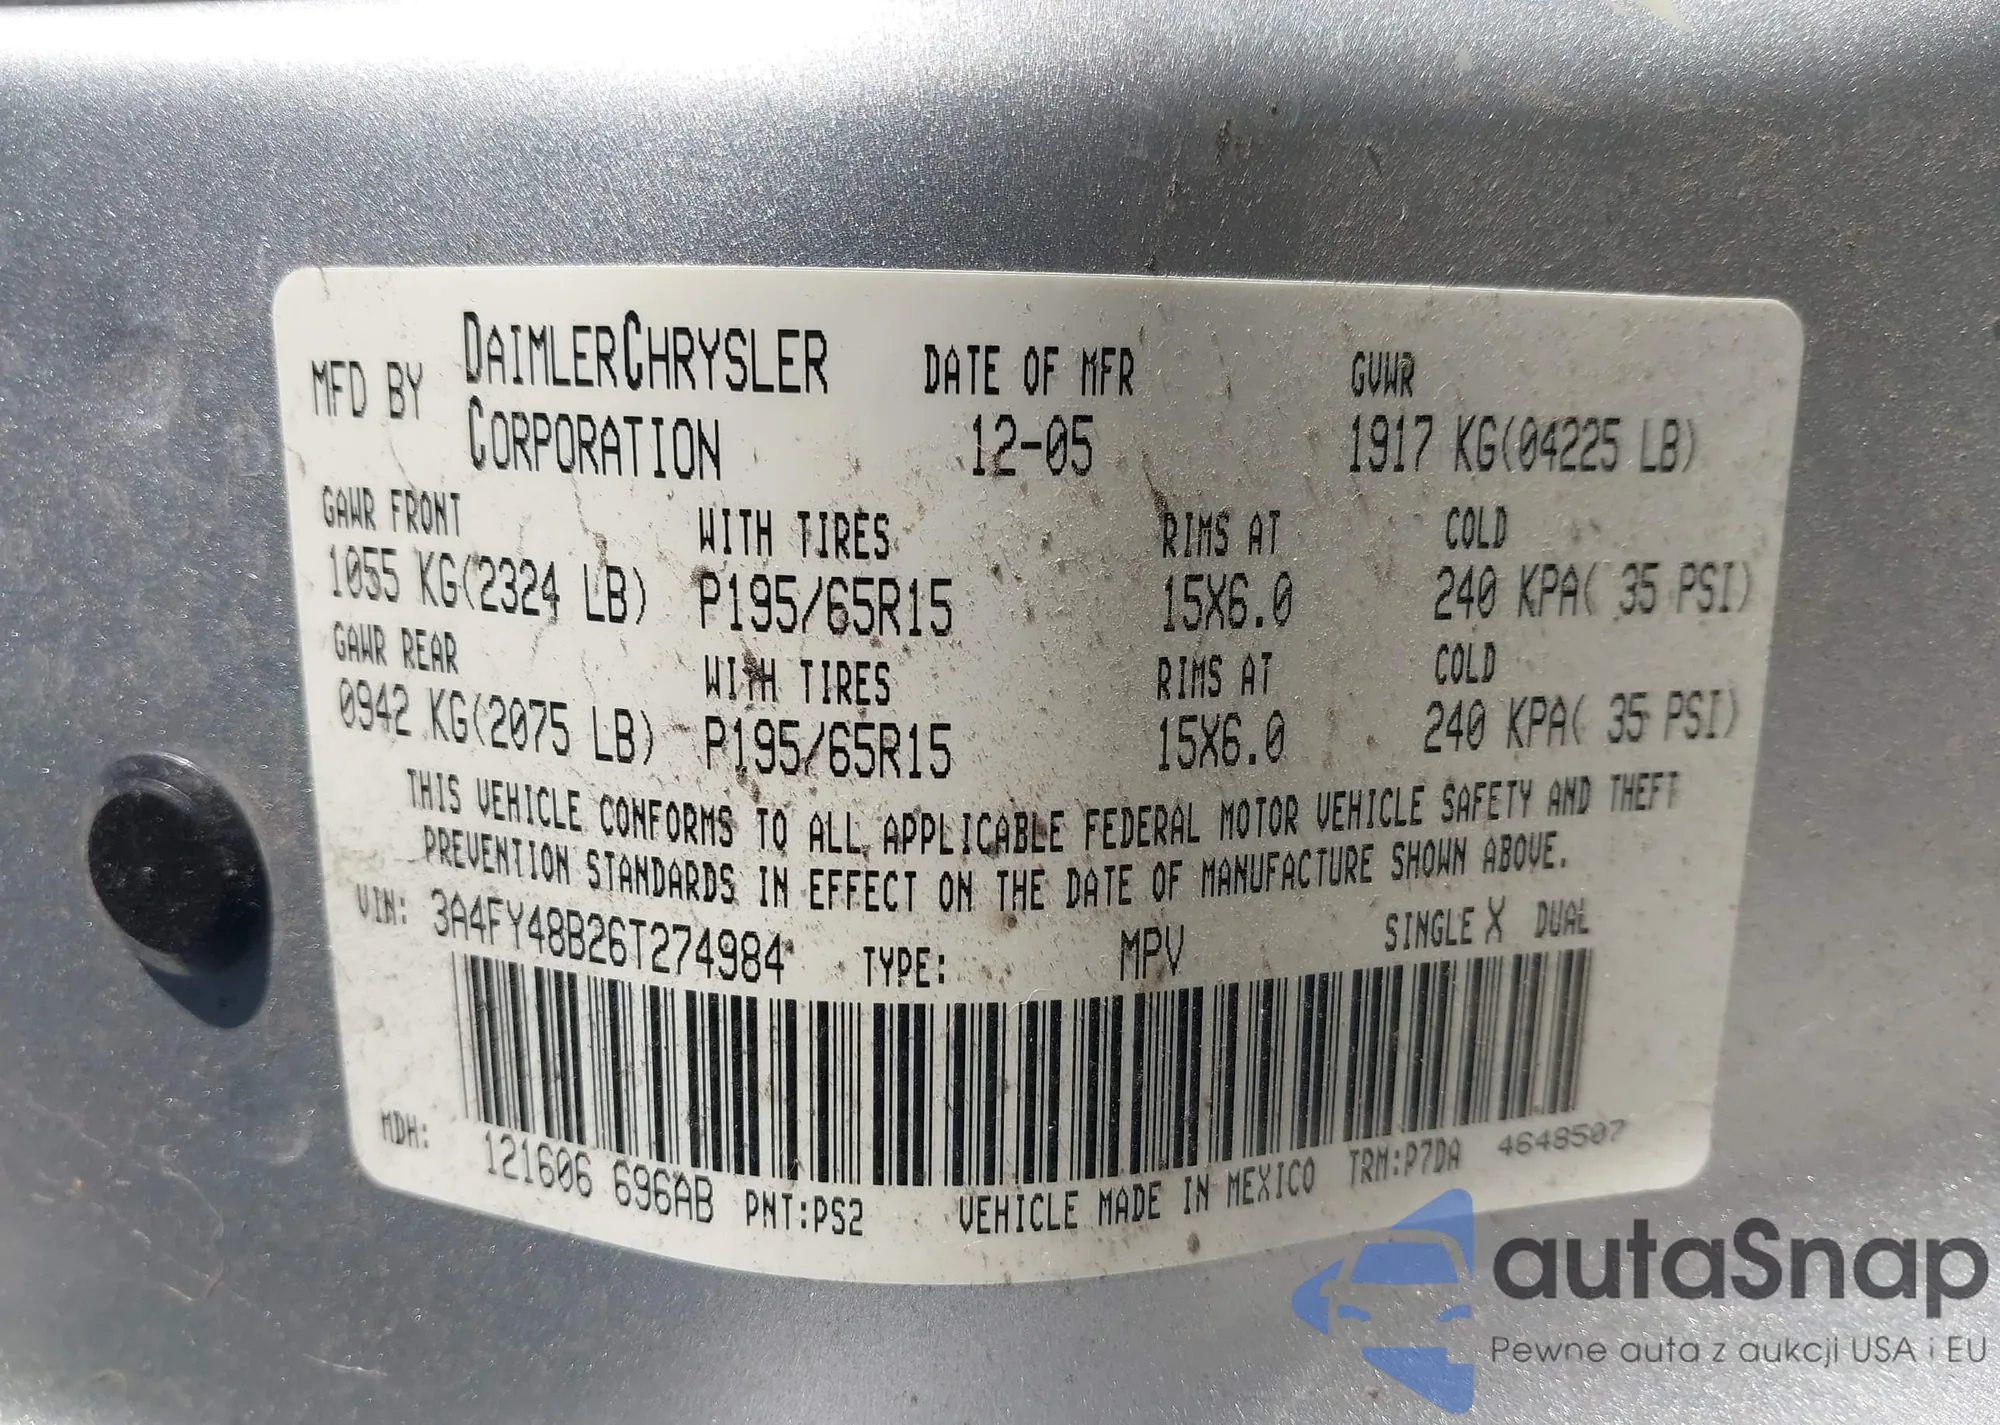 MFD BY DAIMLERCHRYSLER CORPORATION
DATE OF MFR 12-05
GVWR 1917 KG(04225 LB)
GAWR FRONT WITH TIRES RIMS AT COLD
1055 KG(2324 LB) P195/65R15 15X6.0 240 KPA( 35 PSI)
GAWR REAR WITH TIRES RIMS AT COLD
0942 KG(2075 LB) P195/65R15 15X6.0 240 KPA( 35 PSI)
THIS VEHICLE CONFORMS TO ALL APPLICABLE FEDERAL MOTOR VEHICLE SAFETY AND THEFT
PREVENTION STANDARDS IN EFFECT ON THE DATE OF MANUFACTURE SHOWN ABOVE.
VIN: 3A4FY48B26T274984 TYPE: MPV SINGLE X DUAL
MDH: 121606 696AB PNT:PS2 VEHICLE MADE IN MEXICO TRM:P7DA 4648507
autaSnap
Pewne auta z aukcji USA i EU